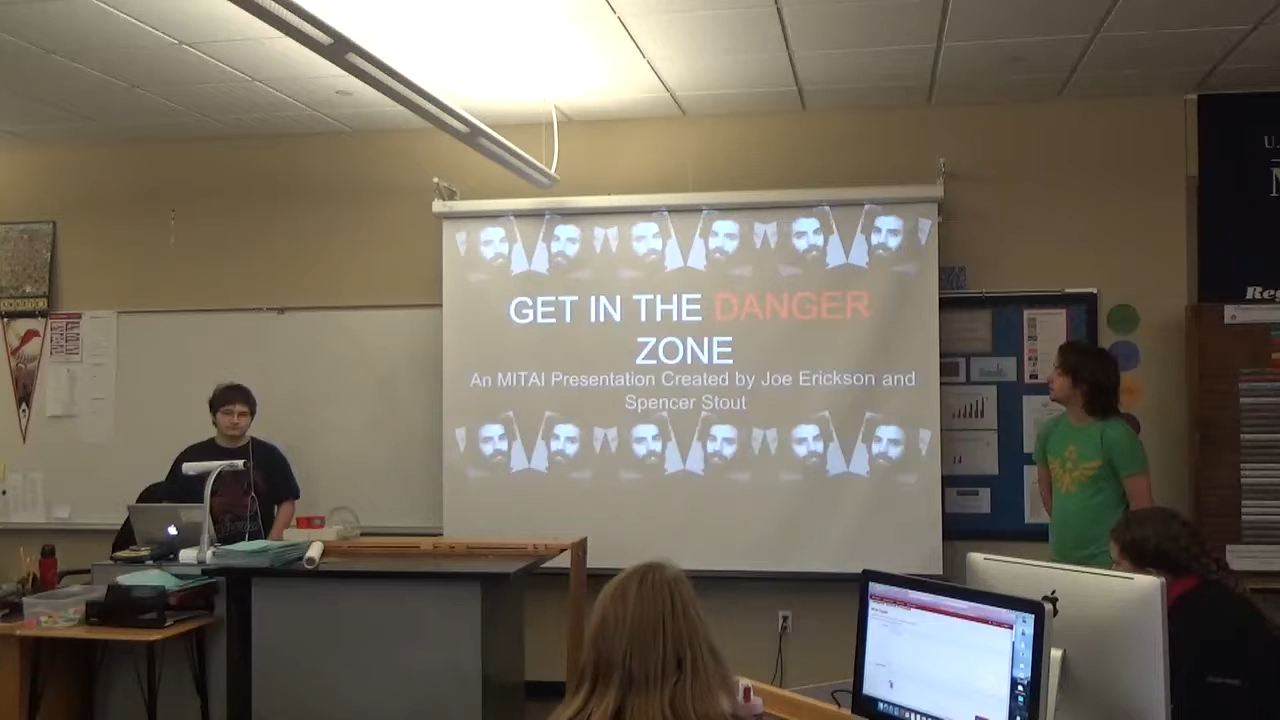 GET IN THE DANGER
ZONE
An MITAI Presentation Created by Joe Erickson and
Spencer Stout